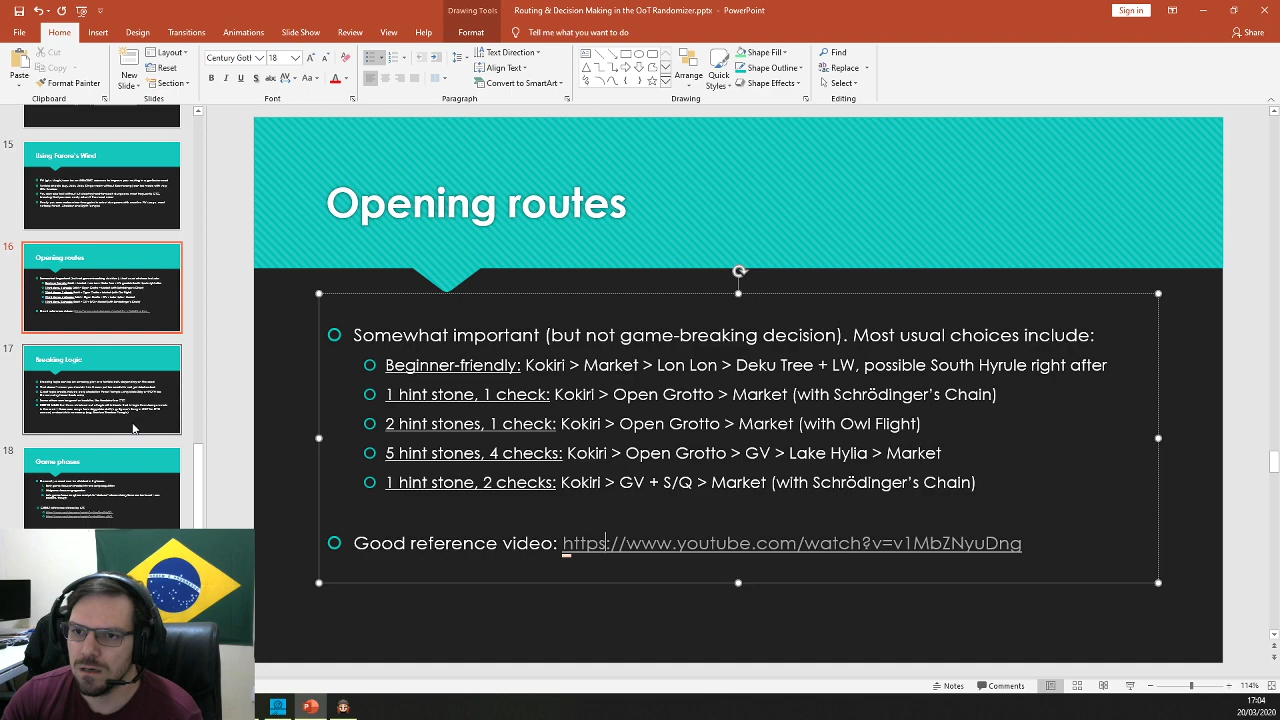 Drawing Tools
Routing & Decision Making in the OoT Randomizer.pptx - PowerPoint
Sign in
File Home Insert Design Transitions Animations Slide Show Review View Help Format Tell me what you want to do
Share
Paste
Cut
Copy
Format Painter
Clipboard
New Slide
Layout
Reset
Section
Slides
Century Goth 18
Font
Text Direction
Align Text
Convert to SmartArt
Paragraph
Arrange
Quick Styles
Shape Fill
Shape Outline
Shape Effects
Drawing
Find
Replace
Select
Editing
15
Using Farore's Wind
16
Opening routes
17
Breaking Logic
18
Game phases
Opening routes
Somewhat important (but not game-breaking decision). Most usual choices include:
Beginner-friendly: Kokiri > Market > Lon Lon > Deku Tree + LW, possible South Hyrule right after
1 hint stone, 1 check: Kokiri > Open Grotto > Market (with Schrödinger's Chain)
2 hint stones, 1 check: Kokiri > Open Grotto > Market (with Owl Flight)
5 hint stones, 4 checks: Kokiri > Open Grotto > GV > Lake Hylia > Market
1 hint stone, 2 checks: Kokiri > GV + S/Q > Market (with Schrödinger's Chain)
Good reference video: https://www.youtube.com/watch?v=v1MbZNyuDng
Notes
Comments
114%
17:04
20/03/2020